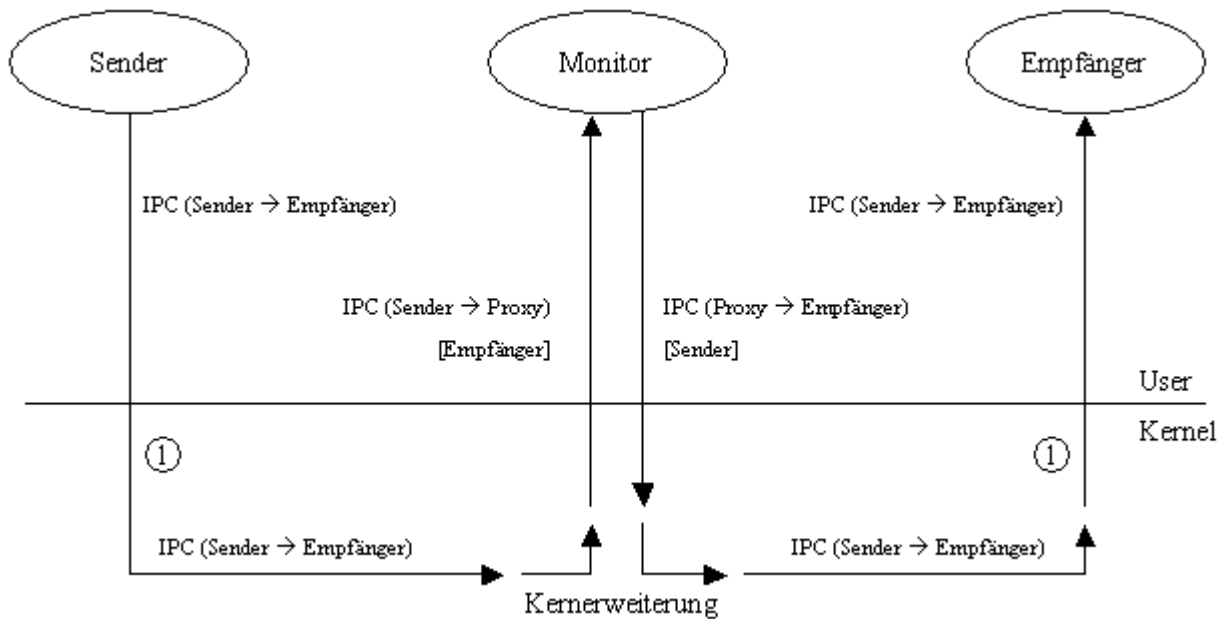 Sender
Monitor
Empfänger
IPC (Sender → Empfänger)
IPC (Sender → Empfänger)
IPC (Sender → Proxy)
[Empfänger]
IPC (Proxy → Empfänger)
[Sender]
User
Kernel
1
1
IPC (Sender → Empfänger)
IPC (Sender → Empfänger)
Kernerweiterung